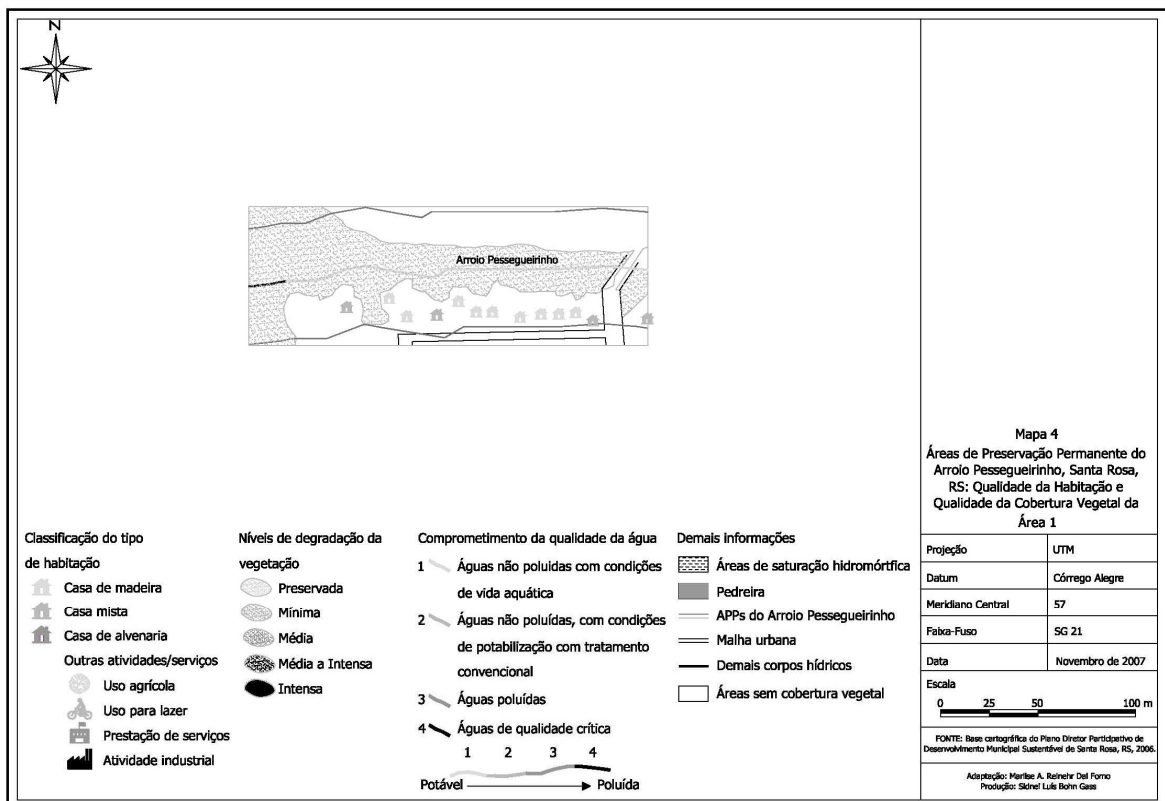 N
Arroio Pessegueirinho
Mapa 4
Áreas de Preservação Permanente do
Arroio Pessegueirinho, Santa Rosa,
RS: Qualidade da Habitação e
Qualidade da Cobertura Vegetal da
Área 1
Projeção UTM
Datum Córrego Alegre
Meridiano Central 57
Faixa-Fuso SG 21
Data Novembro de 2007
Escala
0 25 50 100 m
FONTE: Base cartográfica do Plano Diretor Participativo de
Desenvolvimento Municipal Sustentável de Santa Rosa, RS, 2006.
Adaptação: Marlise A. Reinehr Dal Forno
Produção: Sidnei Luís Bohn Gass
Classificação do tipo
de habitação
Casa de madeira
Casa mista
Casa de alvenaria
Outras atividades/serviços
Uso agrícola
Uso para lazer
Prestação de serviços
Atividade industrial
Níveis de degradação da
vegetação
Preservada
Mínima
Média
Média a Intensa
Intensa
Comprometimento da qualidade da água
1 Águas não poluidas com condições
de vida aquática
2 Águas não poluídas, com condições
de potabilização com tratamento
convencional
3 Águas poluídas
4 Águas de qualidade crítica
1 2 3 4
Potável Poluída
Demais informações
Áreas de saturação hidromórtfica
Pedreira
APPs do Arroio Pessegueirinho
Malha urbana
Demais corpos hídricos
Áreas sem cobertura vegetal